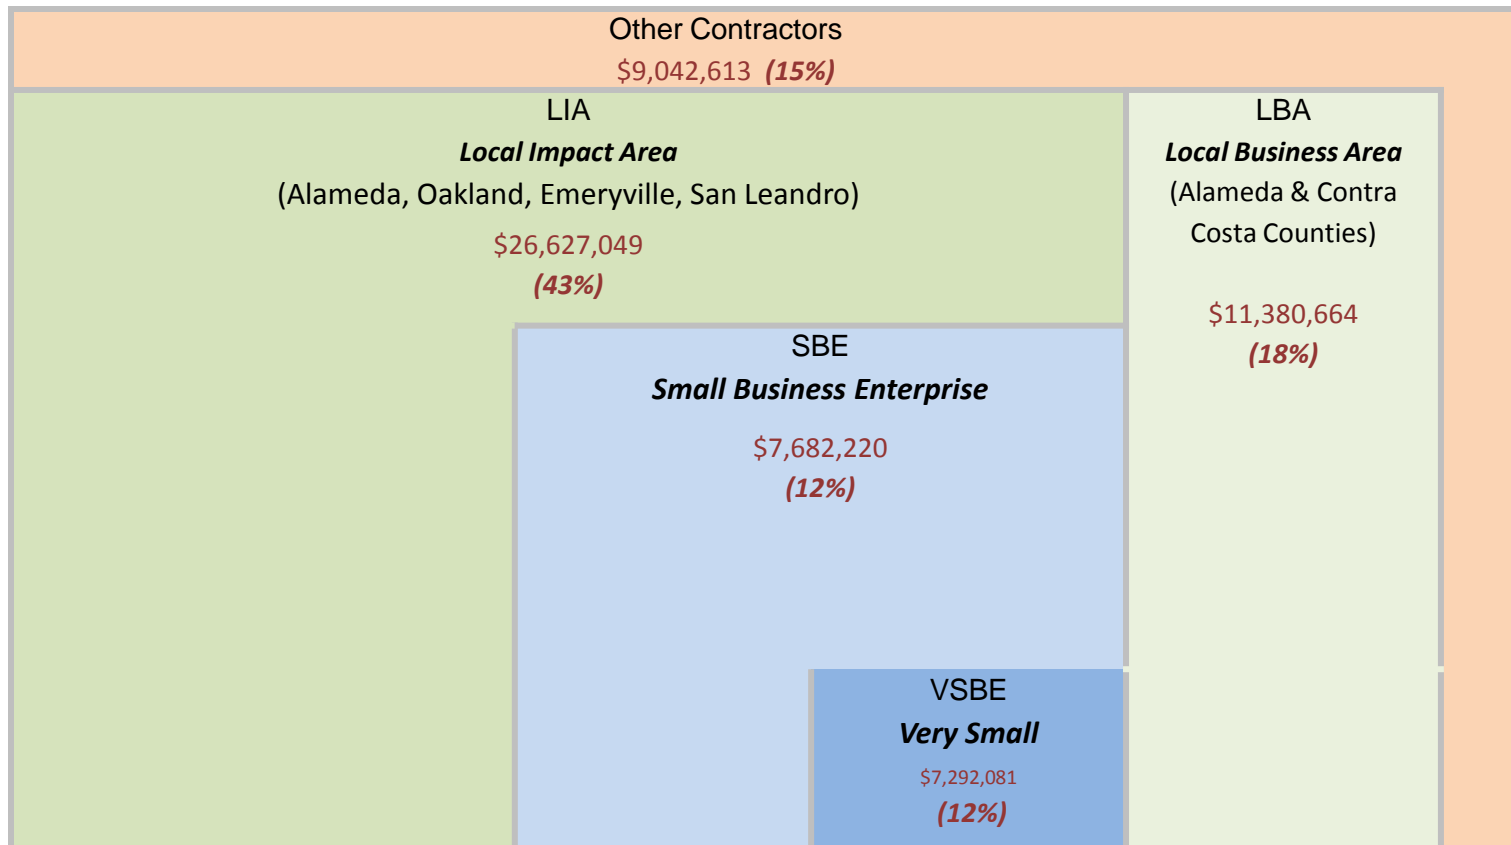 Other Contractors
$9,042,613 (15%)
LIA
Local Impact Area
(Alameda, Oakland, Emeryville, San Leandro)
$26,627,049
(43%)
LBA
Local Business Area
(Alameda & Contra
Costa Counties)
$11,380,664
(18%)
SBE
Small Business Enterprise
$7,682,220
(12%)
VSBE
Very Small
$7,292,081
(12%)